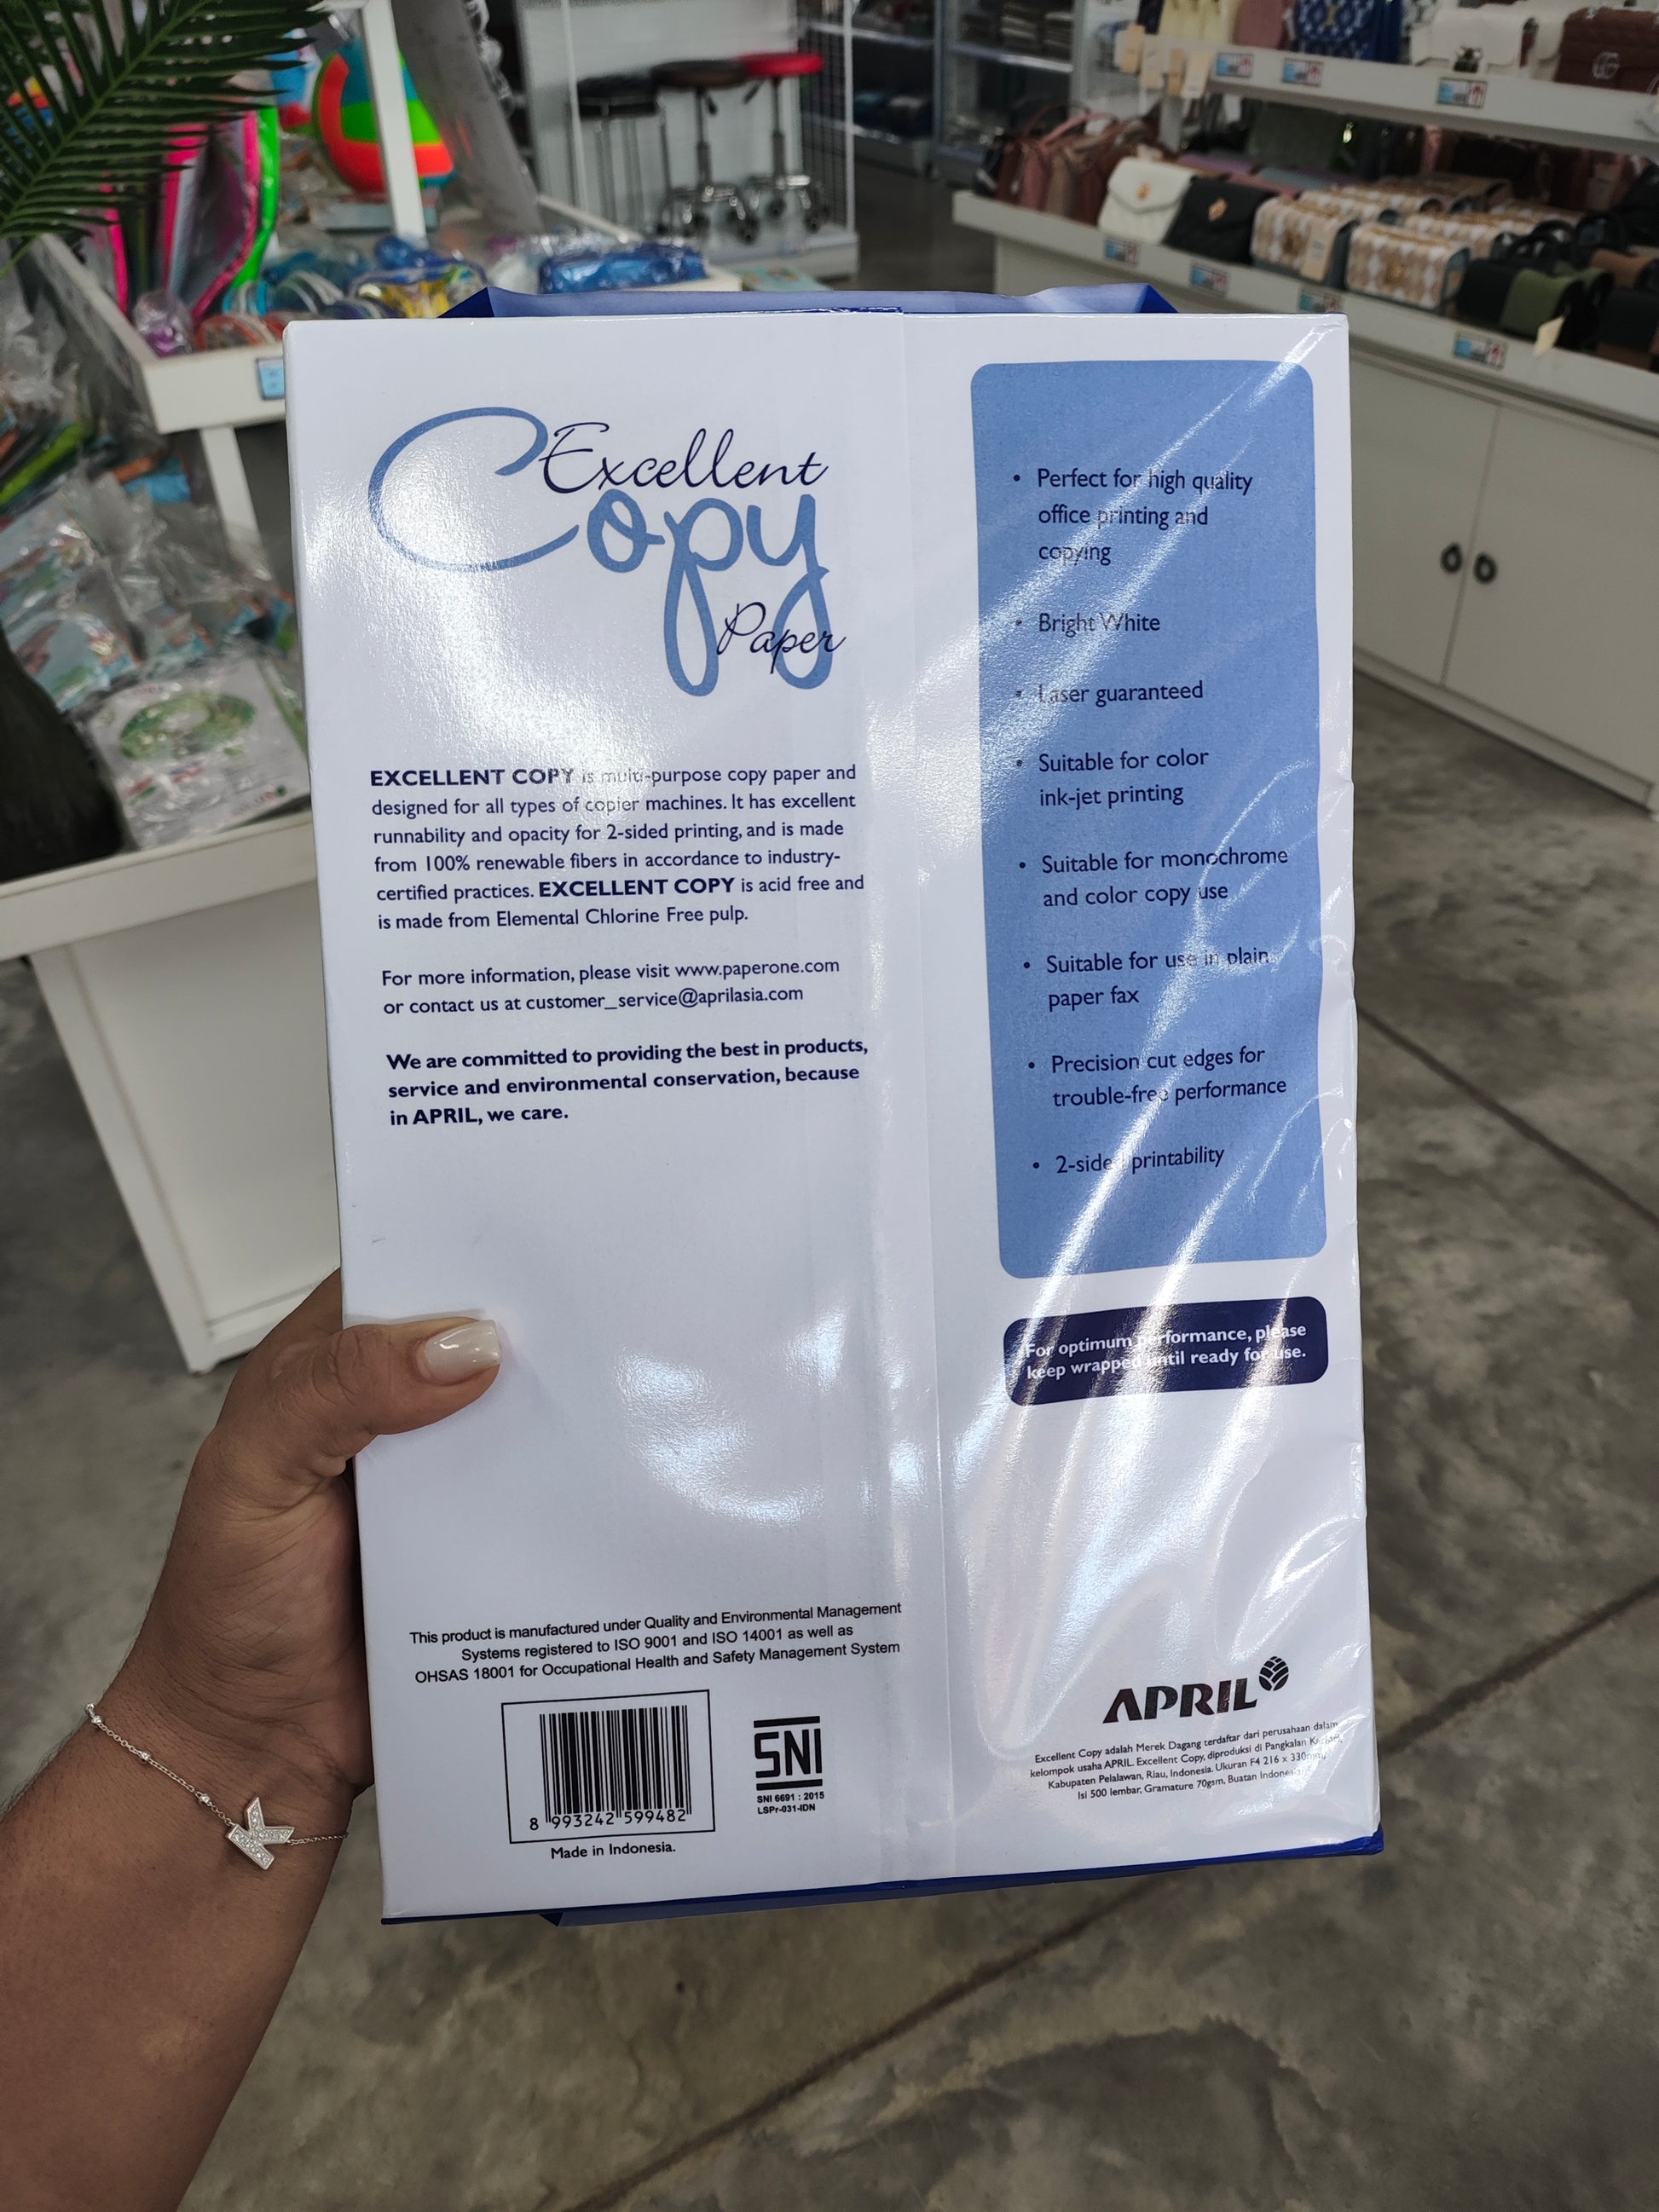 Excellent
Copy
Paper
EXCELLENT COPY is multi-purpose copy paper and
designed for all types of copier machines. It has excellent
runnability and opacity for 2-sided printing, and is made
from 100% renewable fibers in accordance to industry-
certified practices. EXCELLENT COPY is acid free and
is made from Elemental Chlorine Free pulp.
For more information, please visit www.paperone.com
or contact us at customer_service@aprilasia.com
We are committed to providing the best in products,
service and environmental conservation, because
in APRIL, we care.
This product is manufactured under Quality and Environmental Management
Systems registered to ISO 9001 and ISO 14001 as well as
OHSAS 18001 for Occupational Health and Safety Management System
8 993242 599482
Made in Indonesia.
SNI
SNI 6691 : 2015
LSPr-031-IDN
• Perfect for high quality
office printing and
copying
• Bright White
• Laser guaranteed
• Suitable for color
ink-jet printing
• Suitable for monochrome
and color copy use
• Suitable for use in plain
paper fax
• Precision cut edges for
trouble-free performance
• 2-sided printability
For optimum performance, please
keep wrapped until ready for use.
APRIL
Excellent Copy adalah Merek Dagang terdaftar dari perusahaan dalam
kelompok usaha APRIL. Excellent Copy, diproduksi di Pangkalan
Kabupaten Pelalawan, Riau, Indonesia. Ukuran F4 216 x 330mm,
Isi 500 lembar, Gramature 70gsm, Buatan Indonesia
K